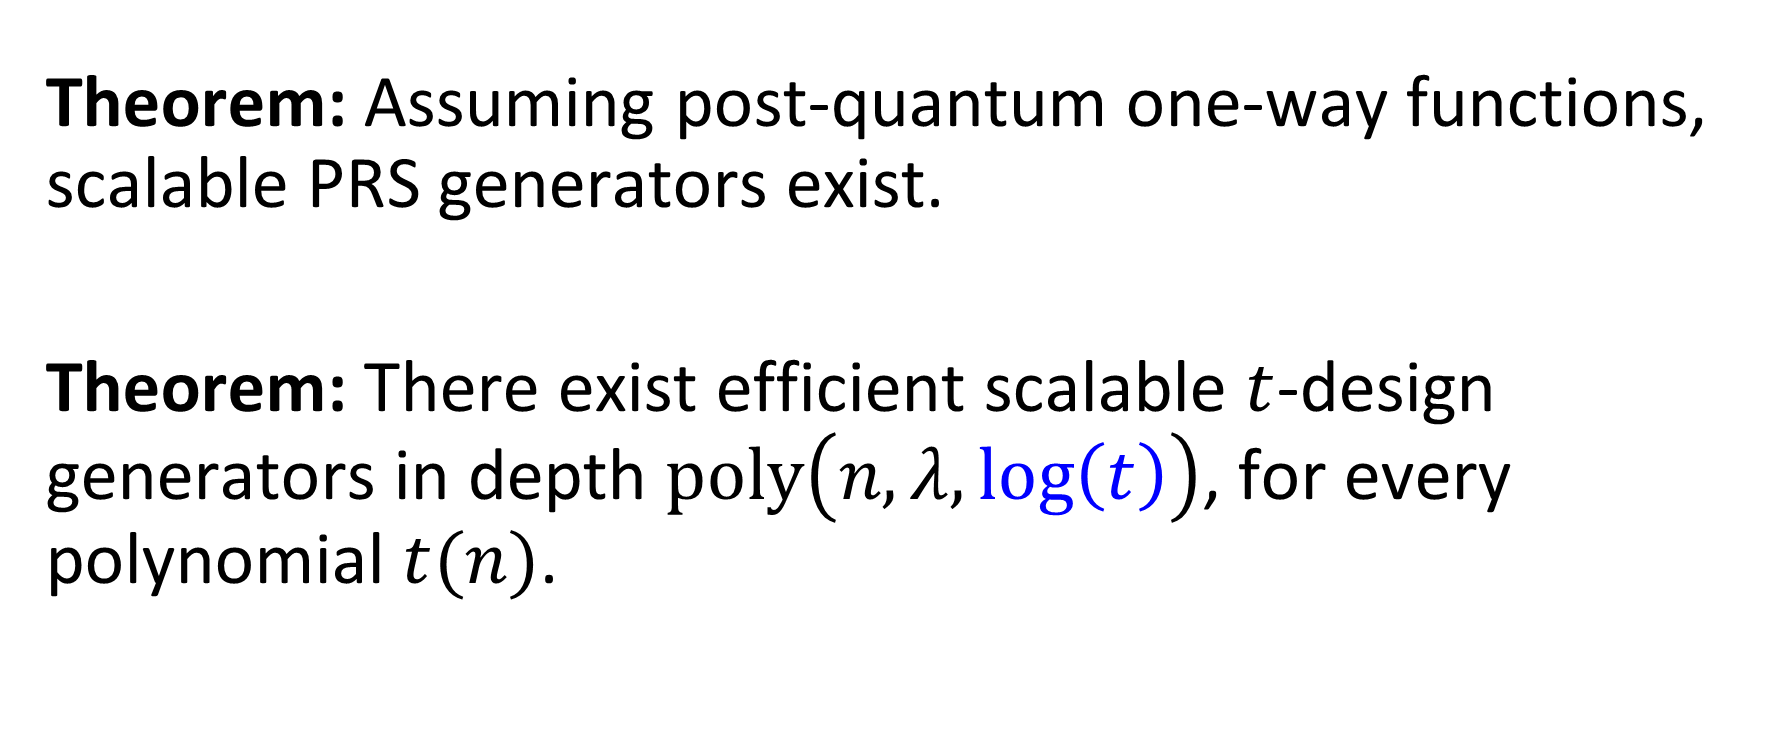 Theorem: Assuming post-quantum one-way functions,
scalable PRS generators exist.
Theorem: There exist efficient scalable t-design
generators in depth poly(n, λ, log(t)), for every
polynomial t(n).